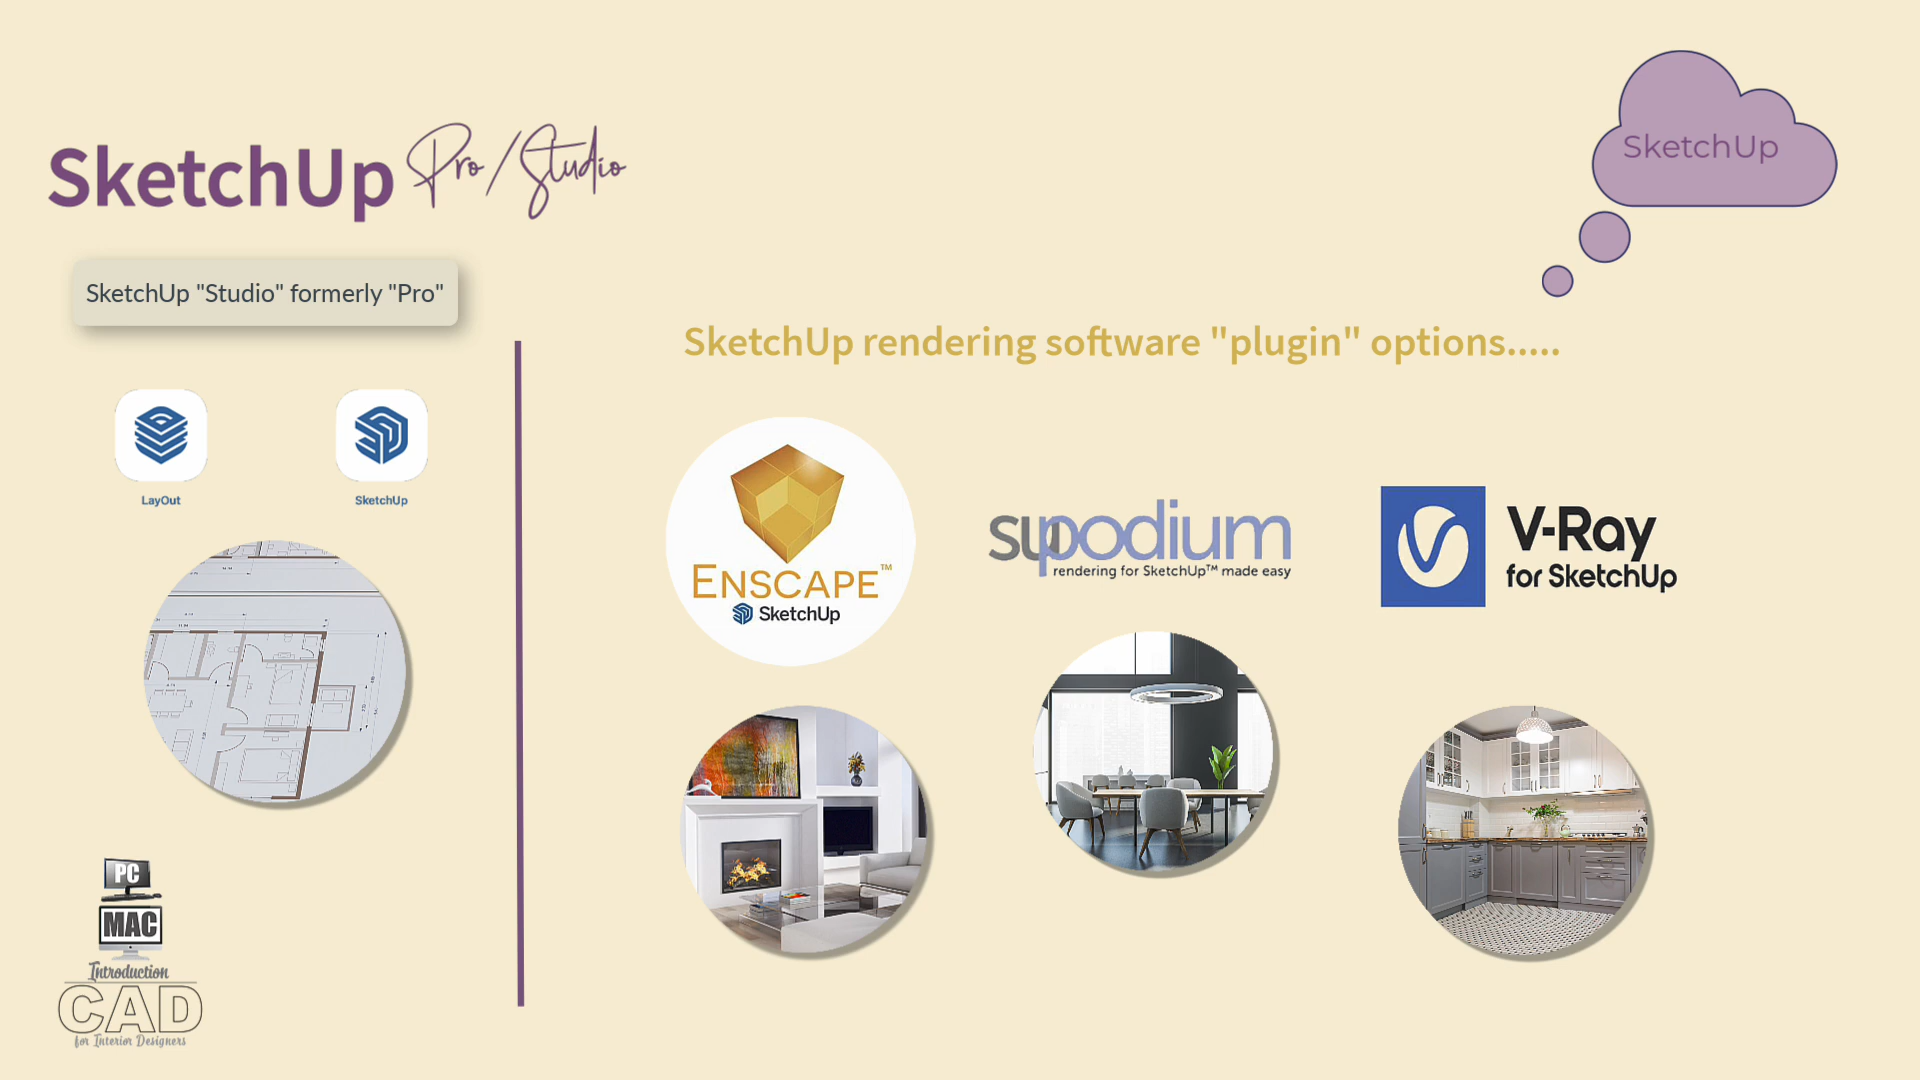 SketchUp Pro/Studio
SketchUp
SketchUp "Studio" formerly "Pro"
SketchUp rendering software "plugin" options.....
LayOut
SketchUp
ENSCAPE™
SketchUp
supodium
rendering for SketchUp™ made easy
V-Ray
for SketchUp
PC
MAC
Introduction
CAD
for Interior Designers